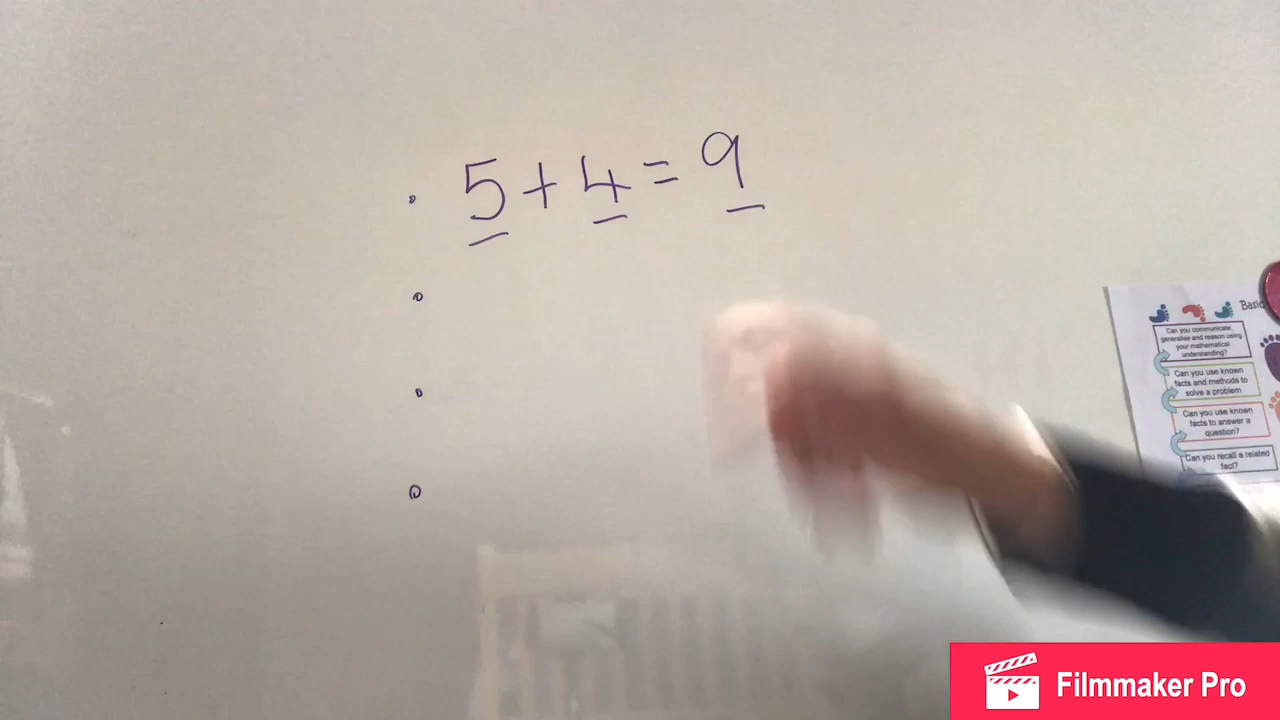 5 + 4 = 9
Basic
Can you communicate,
generalise and reason using
your mathematical
understanding?
Can you use known
facts and methods to
solve a problem
Can you use known
facts to answer a
question?
Can you recall a related
fact?
Filmmaker Pro